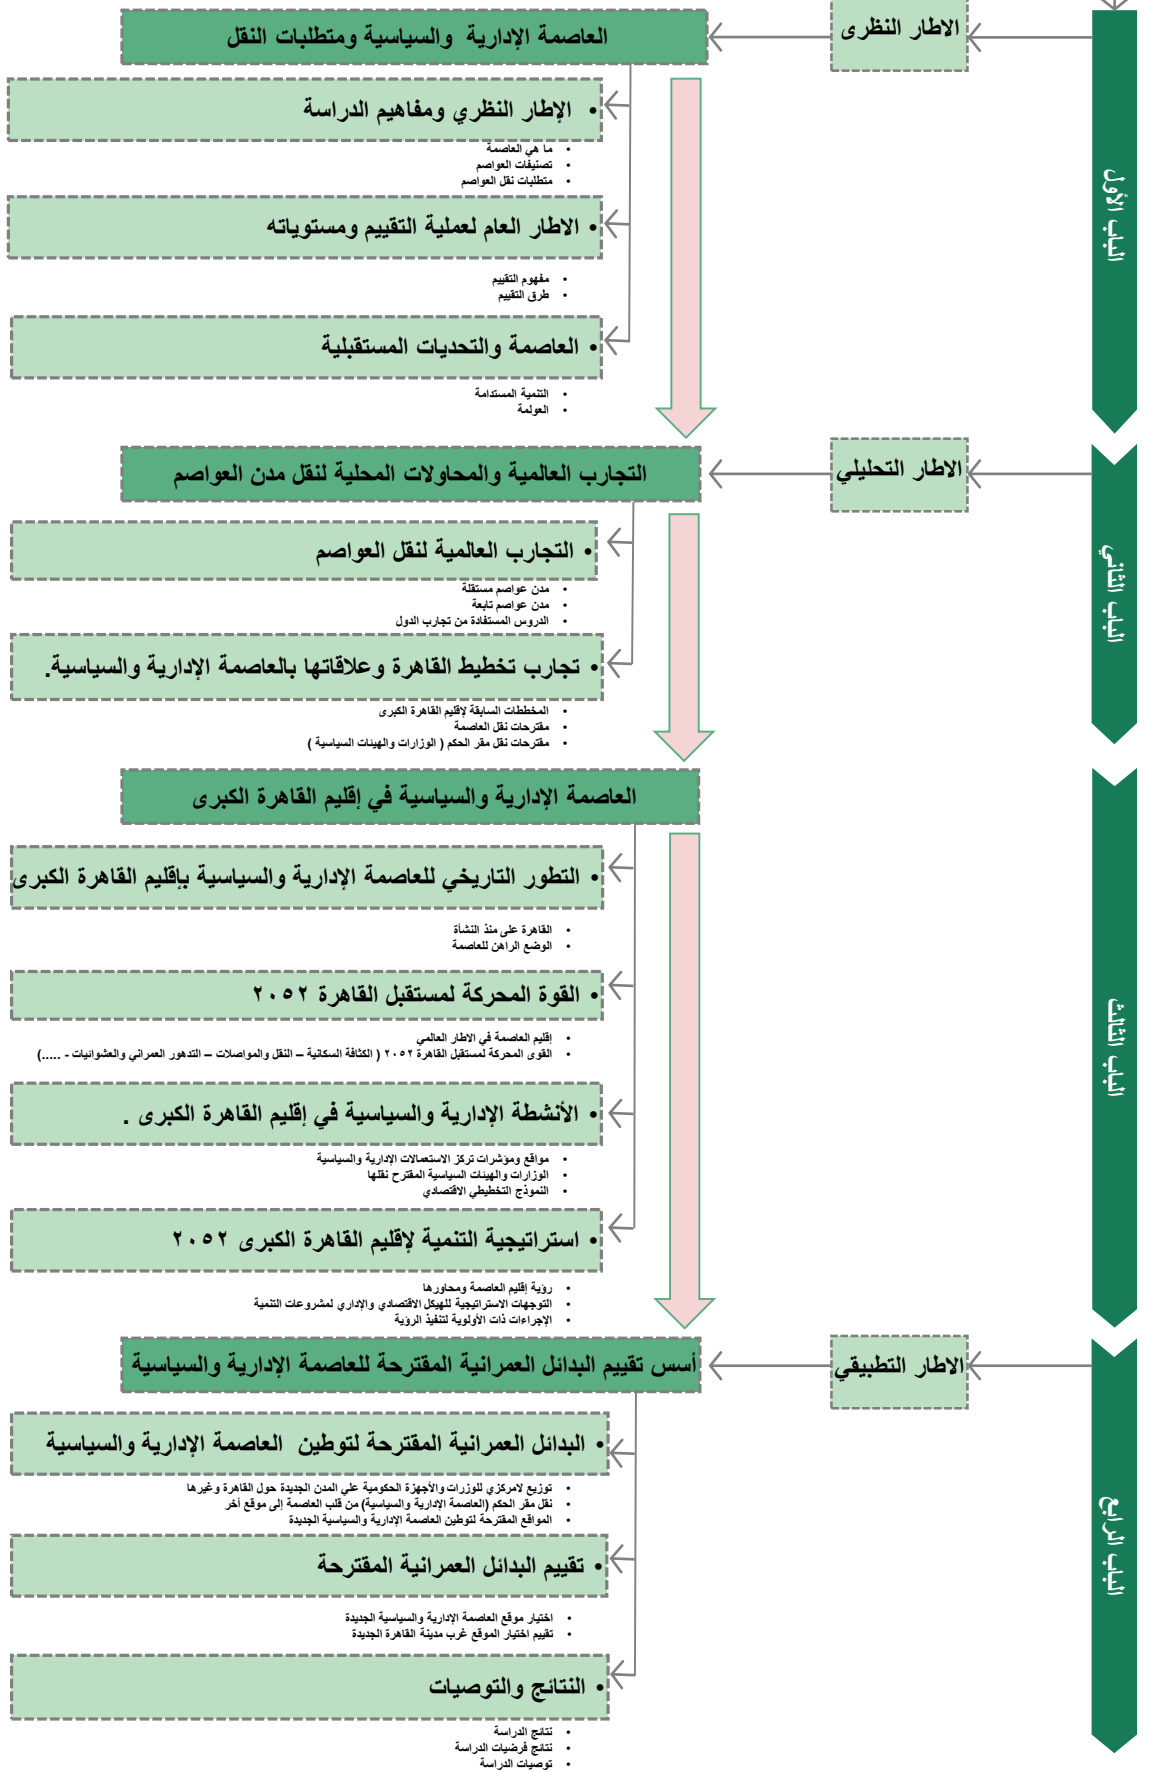 الباب الأول
الاطار النظرى
العاصمة الإدارية والسياسية ومتطلبات النقل
• الإطار النظري ومفاهيم الدراسة
• ما هي العاصمة
• تصنيفات العواصم
• متطلبات نقل العواصم
• الاطار العام لعملية التقييم ومستوياته
• مفهوم التقييم
• طرق التقييم
• العاصمة والتحديات المستقبلية
• التنمية المستدامة
• العولمة
الباب الثاني
الاطار التحليلي
التجارب العالمية والمحاولات المحلية لنقل مدن العواصم
• التجارب العالمية لنقل العواصم
• مدن عواصم مستقلة
• مدن عواصم تابعة
• الدروس المستفادة من تجارب الدول
• تجارب تخطيط القاهرة وعلاقاتها بالعاصمة الإدارية والسياسية.
• المخططات السابقة لإقليم القاهرة الكبرى
• مقترحات نقل العاصمة
• مقترحات نقل مقر الحكم ( الوزارات والهيئات السياسية )
الباب الثالث
العاصمة الإدارية والسياسية في إقليم القاهرة الكبرى
• التطور التاريخي للعاصمة الإدارية والسياسية بإقليم القاهرة الكبرى
• القاهرة على منذ النشأة
• الوضع الراهن للعاصمة
• القوة المحركة لمستقبل القاهرة ٢٠٥٢
• إقليم العاصمة في الاطار العالمي
• القوى المحركة لمستقبل القاهرة ٢٠٥٢ ( الكثافة السكانية – النقل والمواصلات – التدهور العمراني والعشوائيات - .....)
• الأنشطة الإدارية والسياسية في إقليم القاهرة الكبرى .
• مواقع ومؤشرات تركز الاستعمالات الإدارية والسياسية
• الوزارات والهيئات السياسية المقترح نقلها
• النموذج التخطيطي الاقتصادي
• استراتيجية التنمية لإقليم القاهرة الكبرى ٢٠٥٢
• رؤية إقليم العاصمة ومحاورها
• التوجهات الاستراتيجية للهيكل الاقتصادي والإداري لمشروعات التنمية
• الإجراءات ذات الأولوية لتنفيذ الرؤية
الباب الرابع
الاطار التطبيقي
أسس تقييم البدائل العمرانية المقترحة للعاصمة الإدارية والسياسية
• البدائل العمرانية المقترحة لتوطين العاصمة الإدارية والسياسية
• توزيع لامركزي للوزرات والأجهزة الحكومية علي المدن الجديدة حول القاهرة وغيرها
• نقل مقر الحكم (العاصمة الإدارية والسياسية) من قلب العاصمة إلى موقع أخر
• المواقع المقترحة لتوطين العاصمة الإدارية والسياسية الجديدة
• تقييم البدائل العمرانية المقترحة
• اختيار موقع العاصمة الإدارية والسياسية الجديدة
• تقييم اختيار الموقع غرب مدينة القاهرة الجديدة
• النتائج والتوصيات
• نتائج الدراسة
• نتائج فرضيات الدراسة
• توصيات الدراسة